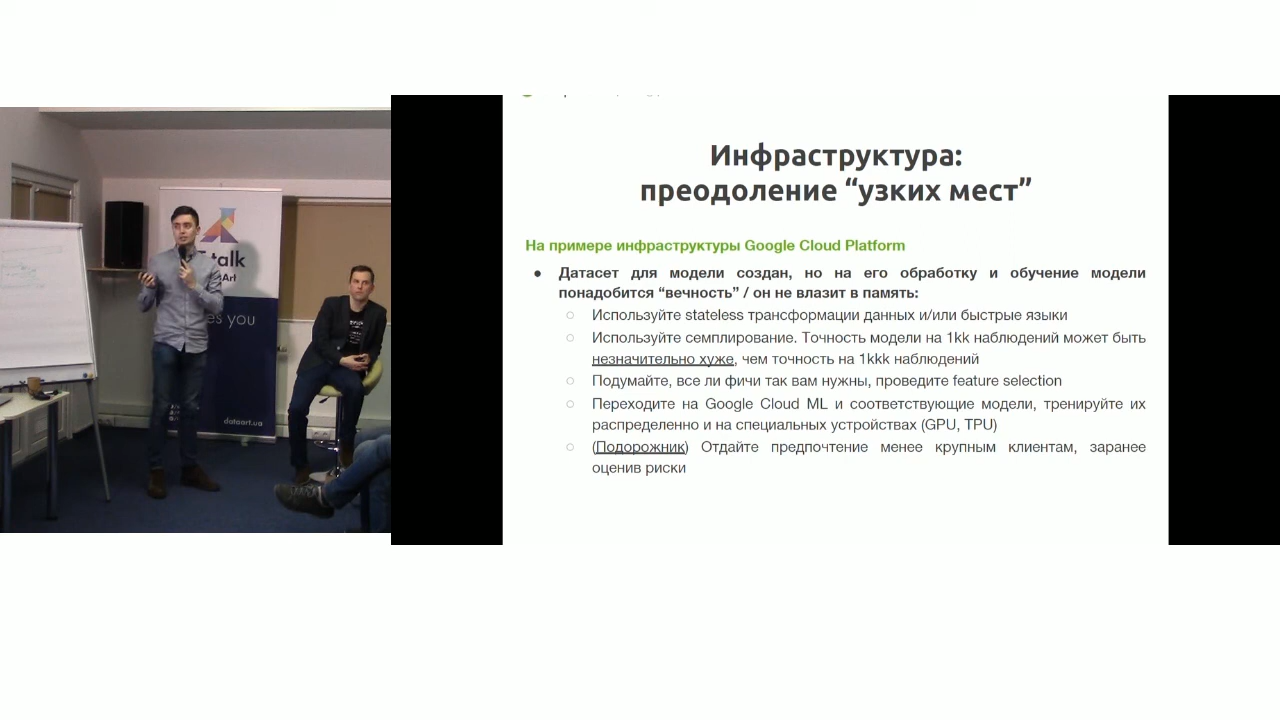 talk
Art
es you
dataart.ua
Инфраструктура:
преодоление “узких мест”
На примере инфраструктуры Google Cloud Platform
● Датасет для модели создан, но на его обработку и обучение модели
понадобится “вечность” / он не влазит в память:
○ Используйте stateless трансформации данных и/или быстрые языки
○ Используйте семплирование. Точность модели на 1kk наблюдений может быть
незначительно хуже, чем точность на 1kkk наблюдений
○ Подумайте, все ли фичи так вам нужны, проведите feature selection
○ Переходите на Google Cloud ML и соответствующие модели, тренируйте их
распределенно и на специальных устройствах (GPU, TPU)
○ (Подорожник) Отдайте предпочтение менее крупным клиентам, заранее
оценив риски